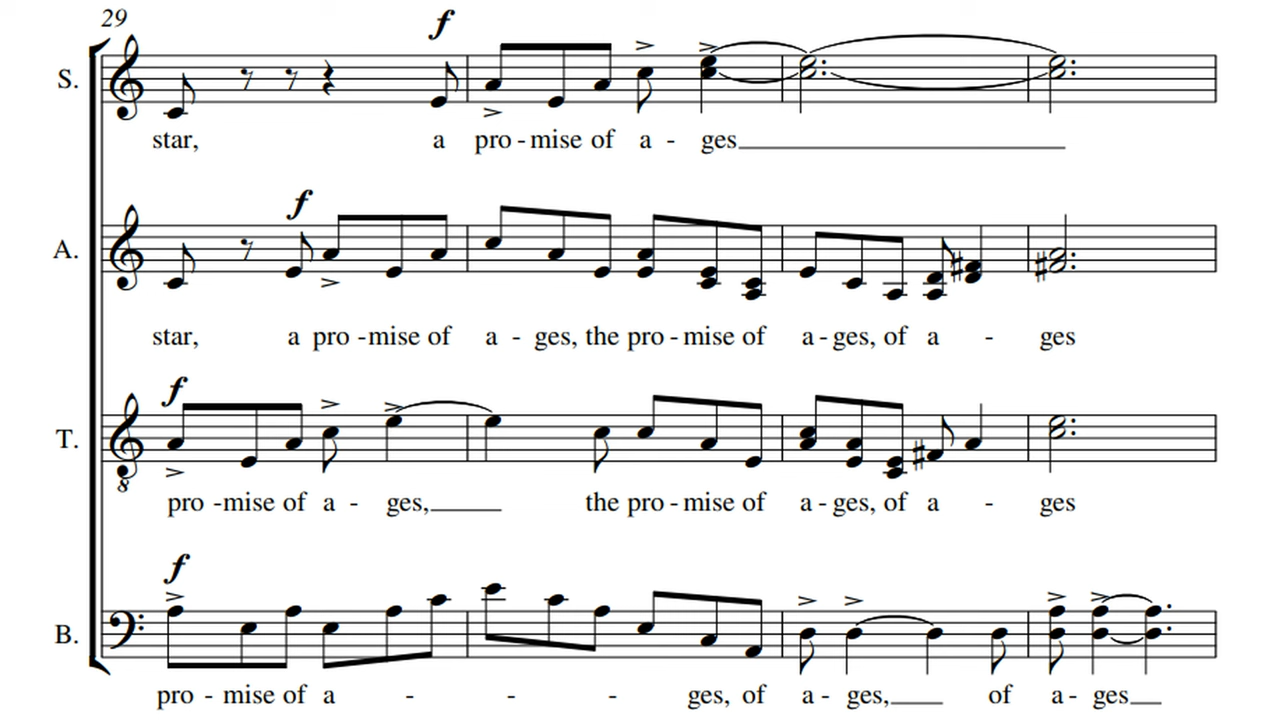 29
f
S.
star, a pro - mise of a - ges
f
A.
star, a pro - mise of a - ges, the pro - mise of a - ges, of a - ges
f
T.
8
pro - mise of a - ges, the pro - mise of a - ges, of a - ges
f
B.
pro - mise of a - - - - ges, of a - ges, of a - ges